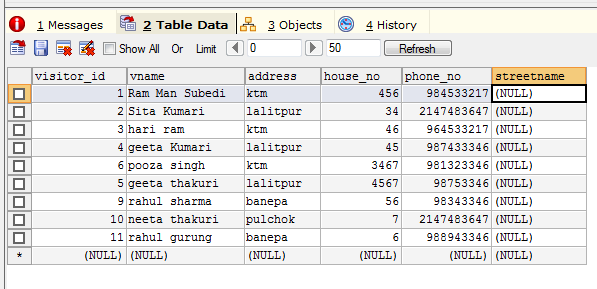 1 Messages 2 Table Data 3 Objects 4 History
Show All Or Limit 0 50 Refresh
visitor_id vname address house_no phone_no streetname
1 Ram Man Subedi ktm 456 984533217 (NULL)
2 Sita Kumari lalitpur 34 2147483647 (NULL)
3 hari ram ktm 46 964533217 (NULL)
4 geeta Kumari lalitpur 45 987433346 (NULL)
6 pooza singh ktm 3467 981323346 (NULL)
5 geeta thakuri lalitpur 4567 98753346 (NULL)
9 rahul sharma banepa 56 98343346 (NULL)
10 neeta thakuri pulchok 7 2147483647 (NULL)
11 rahul gurung banepa 6 988943346 (NULL)
* (NULL) (NULL) (NULL) (NULL) (NULL) (NULL)